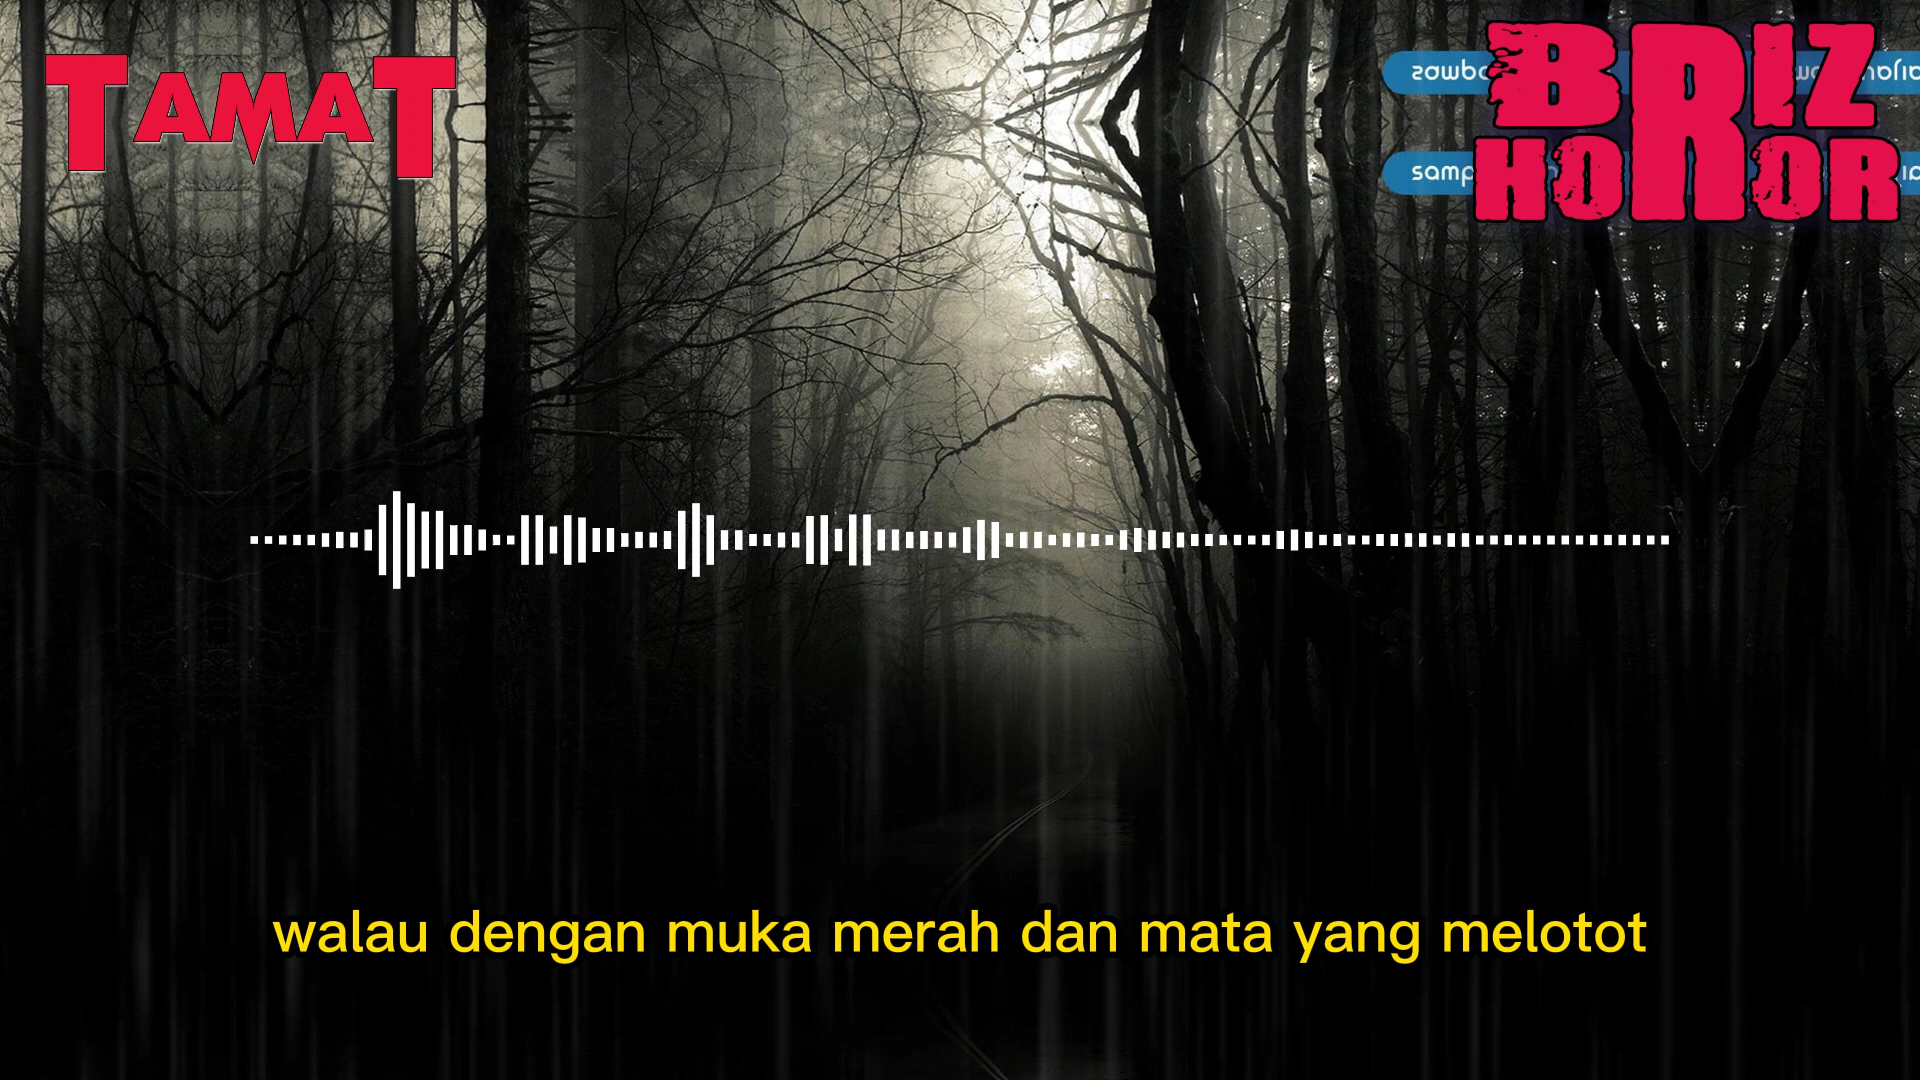 TAMAT
BRIZ
HOROR
walau dengan muka merah dan mata yang melotot